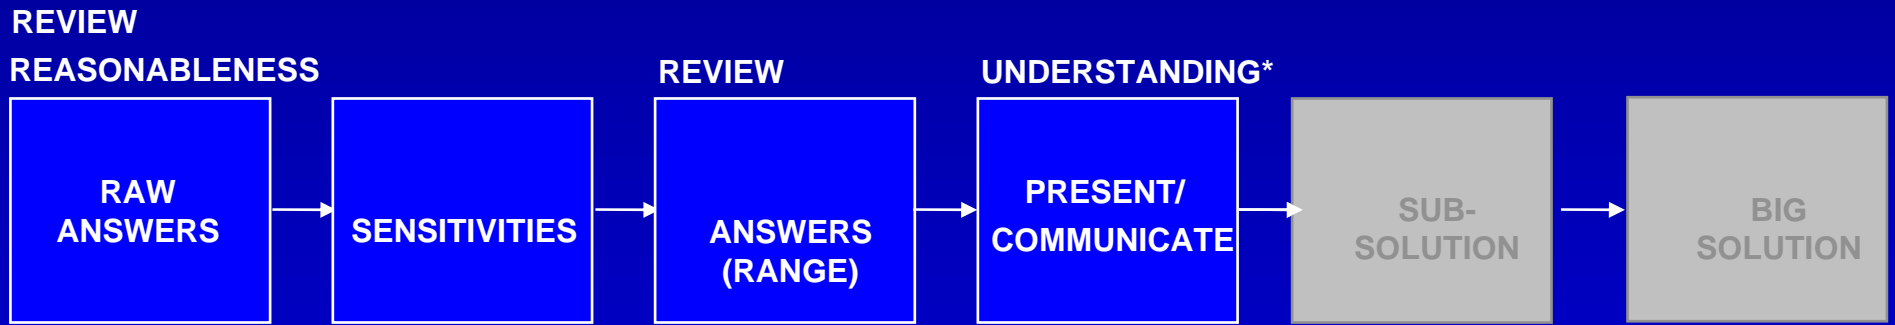 REVIEW
REASONABLENESS
REVIEW
UNDERSTANDING*
RAW
ANSWERS
SENSITIVITIES
ANSWERS
(RANGE)
PRESENT/
COMMUNICATE
SUB-
SOLUTION
BIG
SOLUTION